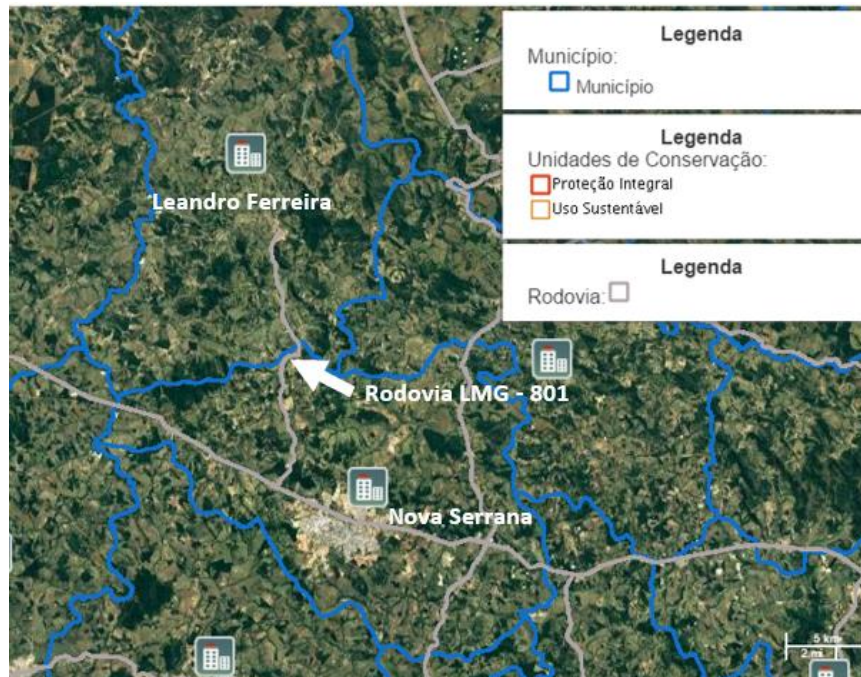 Legenda
Município:
Município
Legenda
Unidades de Conservação:
Proteção Integral
Uso Sustentável
Legenda
Rodovia:
Leandro Ferreira
Rodovia LMG - 801
Nova Serrana
5 km
2 mi